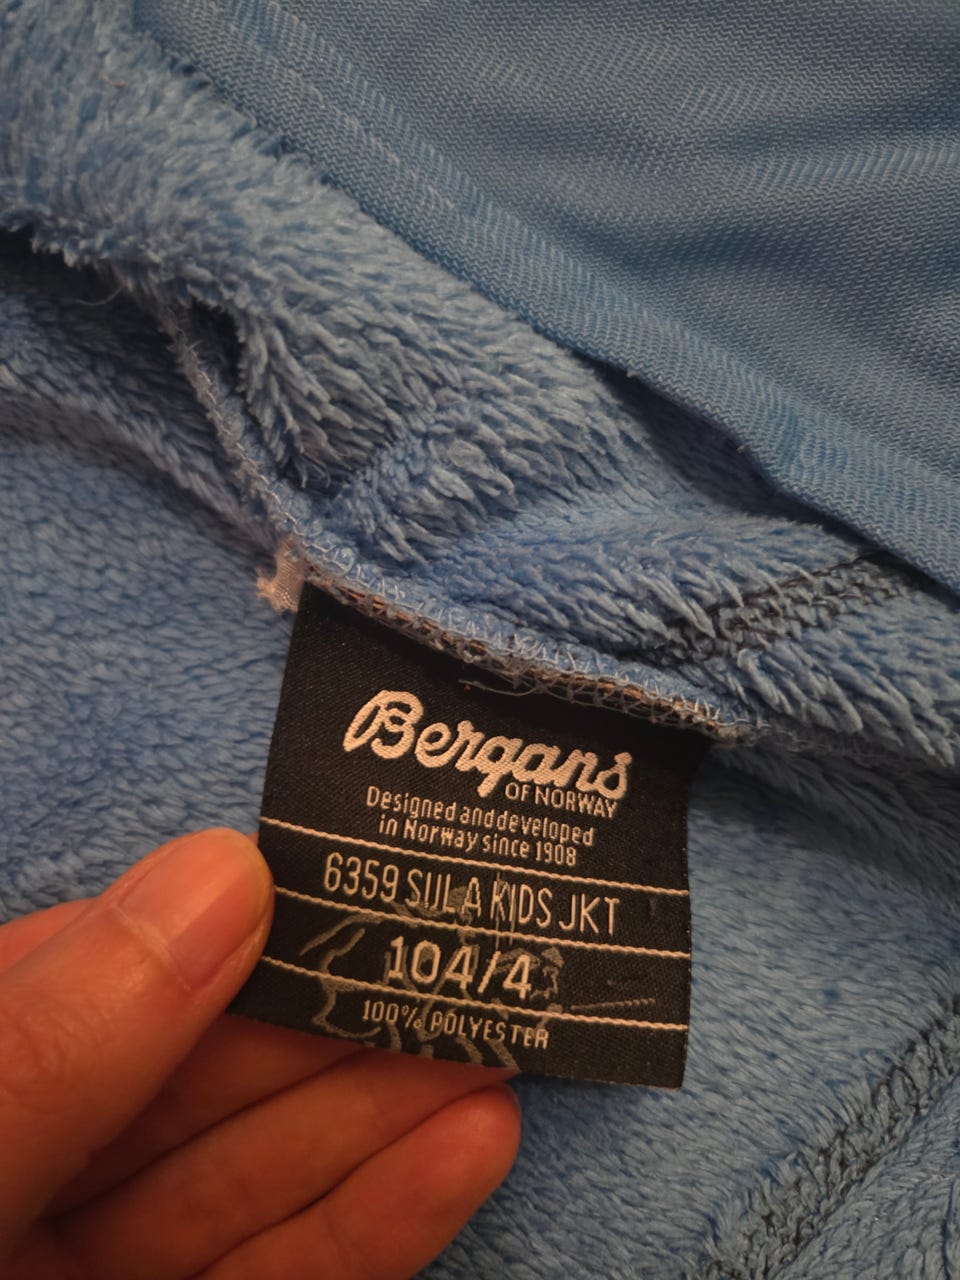 Bergans
OF NORWAY
Designed and developed
in Norway since 1908
6359 SULA KIDS JKT
104/4
100% POLYESTER